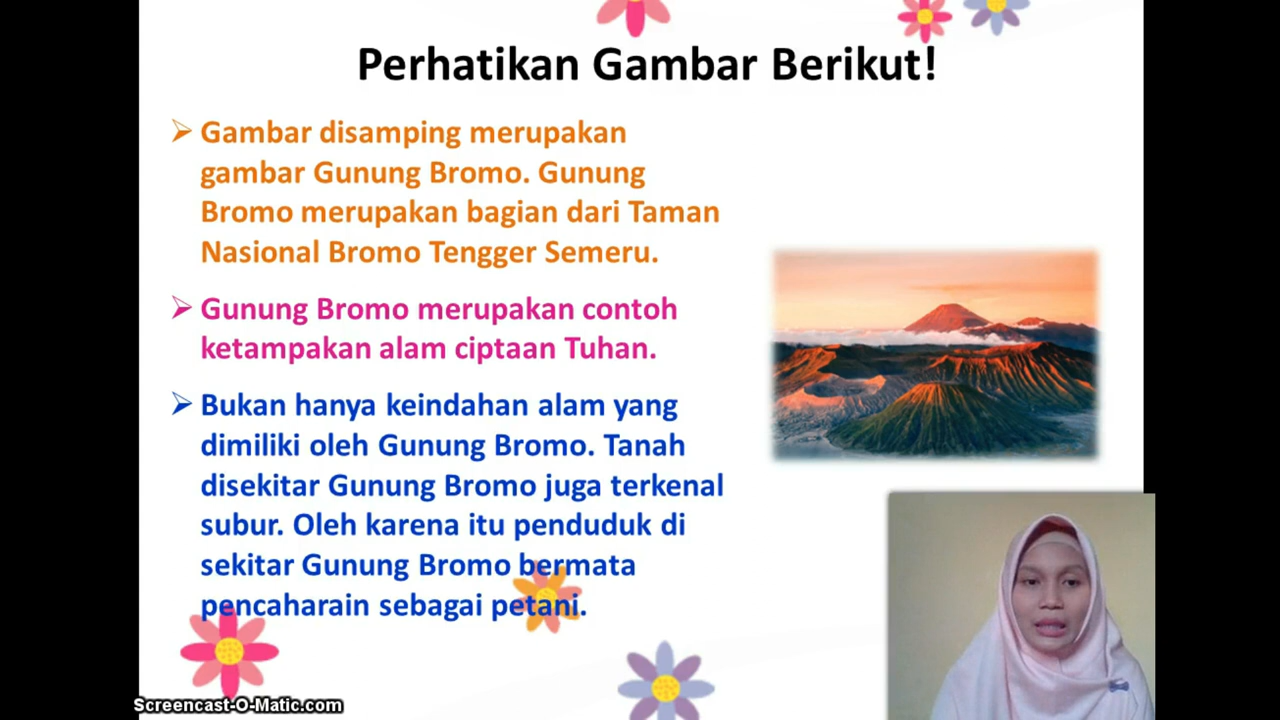 Perhatikan Gambar Berikut!
Gambar disamping merupakan
gambar Gunung Bromo. Gunung
Bromo merupakan bagian dari Taman
Nasional Bromo Tengger Semeru.
Gunung Bromo merupakan contoh
ketampakan alam ciptaan Tuhan.
Bukan hanya keindahan alam yang
dimiliki oleh Gunung Bromo. Tanah
disekitar Gunung Bromo juga terkenal
subur. Oleh karena itu penduduk di
sekitar Gunung Bromo bermata
pencaharain sebagai petani.
Screencast-O-Matic.com